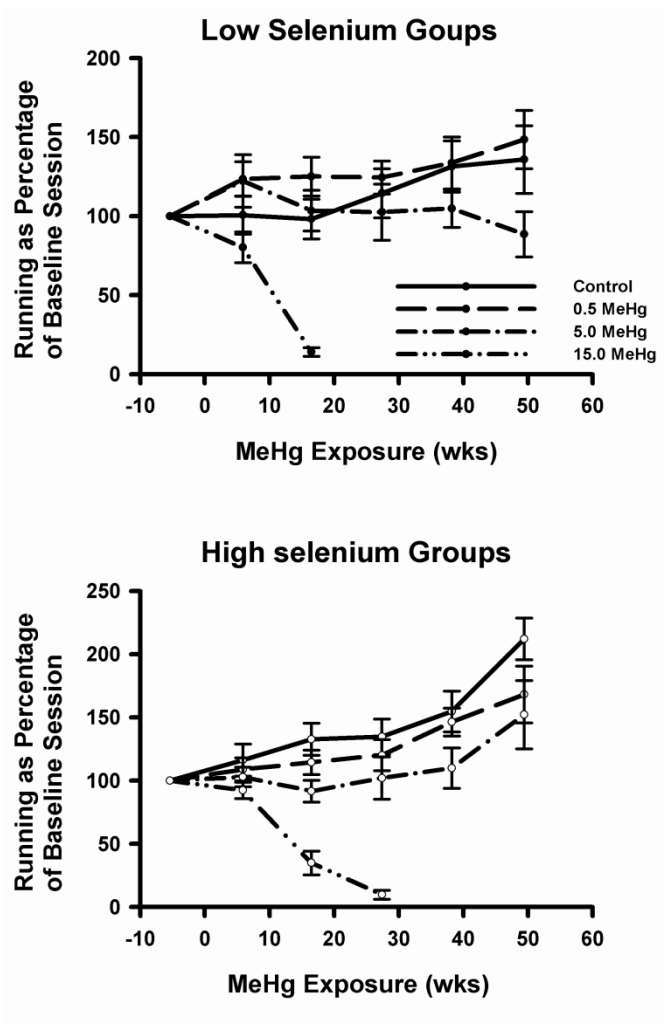 Low Selenium Goups
200
150
100
50
0
Running as Percentage
of Baseline Session
Control
0.5 MeHg
5.0 MeHg
15.0 MeHg
-10 0 10 20 30 40 50 60
MeHg Exposure (wks)
High selenium Groups
250
200
150
100
50
0
Running as Percentage
of Baseline Session
-10 0 10 20 30 40 50 60
MeHg Exposure (wks)